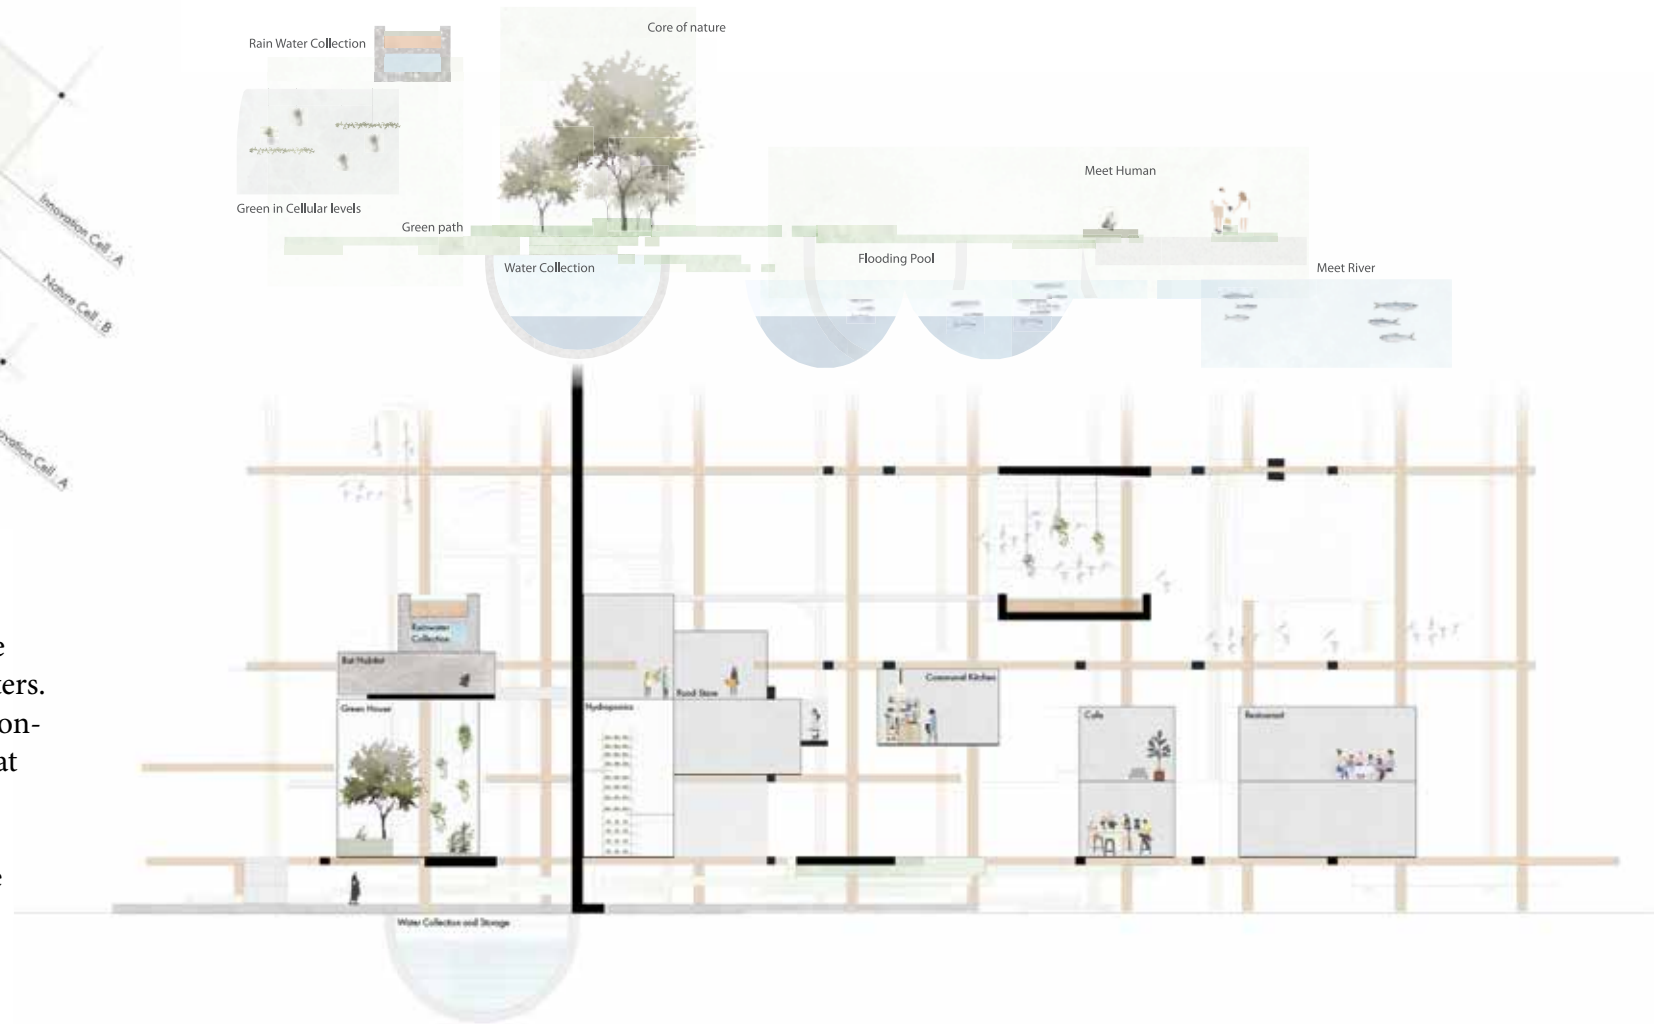 Core of nature
Rain Water Collection
Meet Human
Innovation Cell : A
Green in Cellular levels
Green path
Flooding Pool
Water Collection
Meet River
Nature Cell : B
ovation Cell : A
Rainwater
Collection
e
Bat Habitat
ters.
Communal Kitchen
Food Store
Green House
Hydroponics
on-
Cafe
Restaurant
at
e
Water Collection and Storage